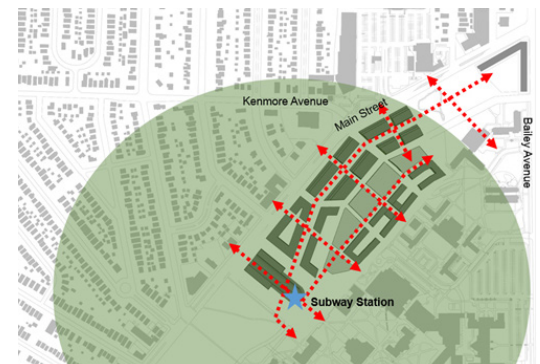 Kenmore Avenue
Main Street
Bailey Avenue
Subway Station